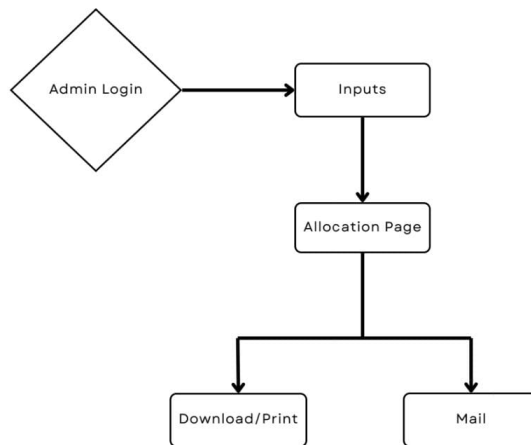 Admin Login
Inputs
Allocation Page
Download/Print
Mail